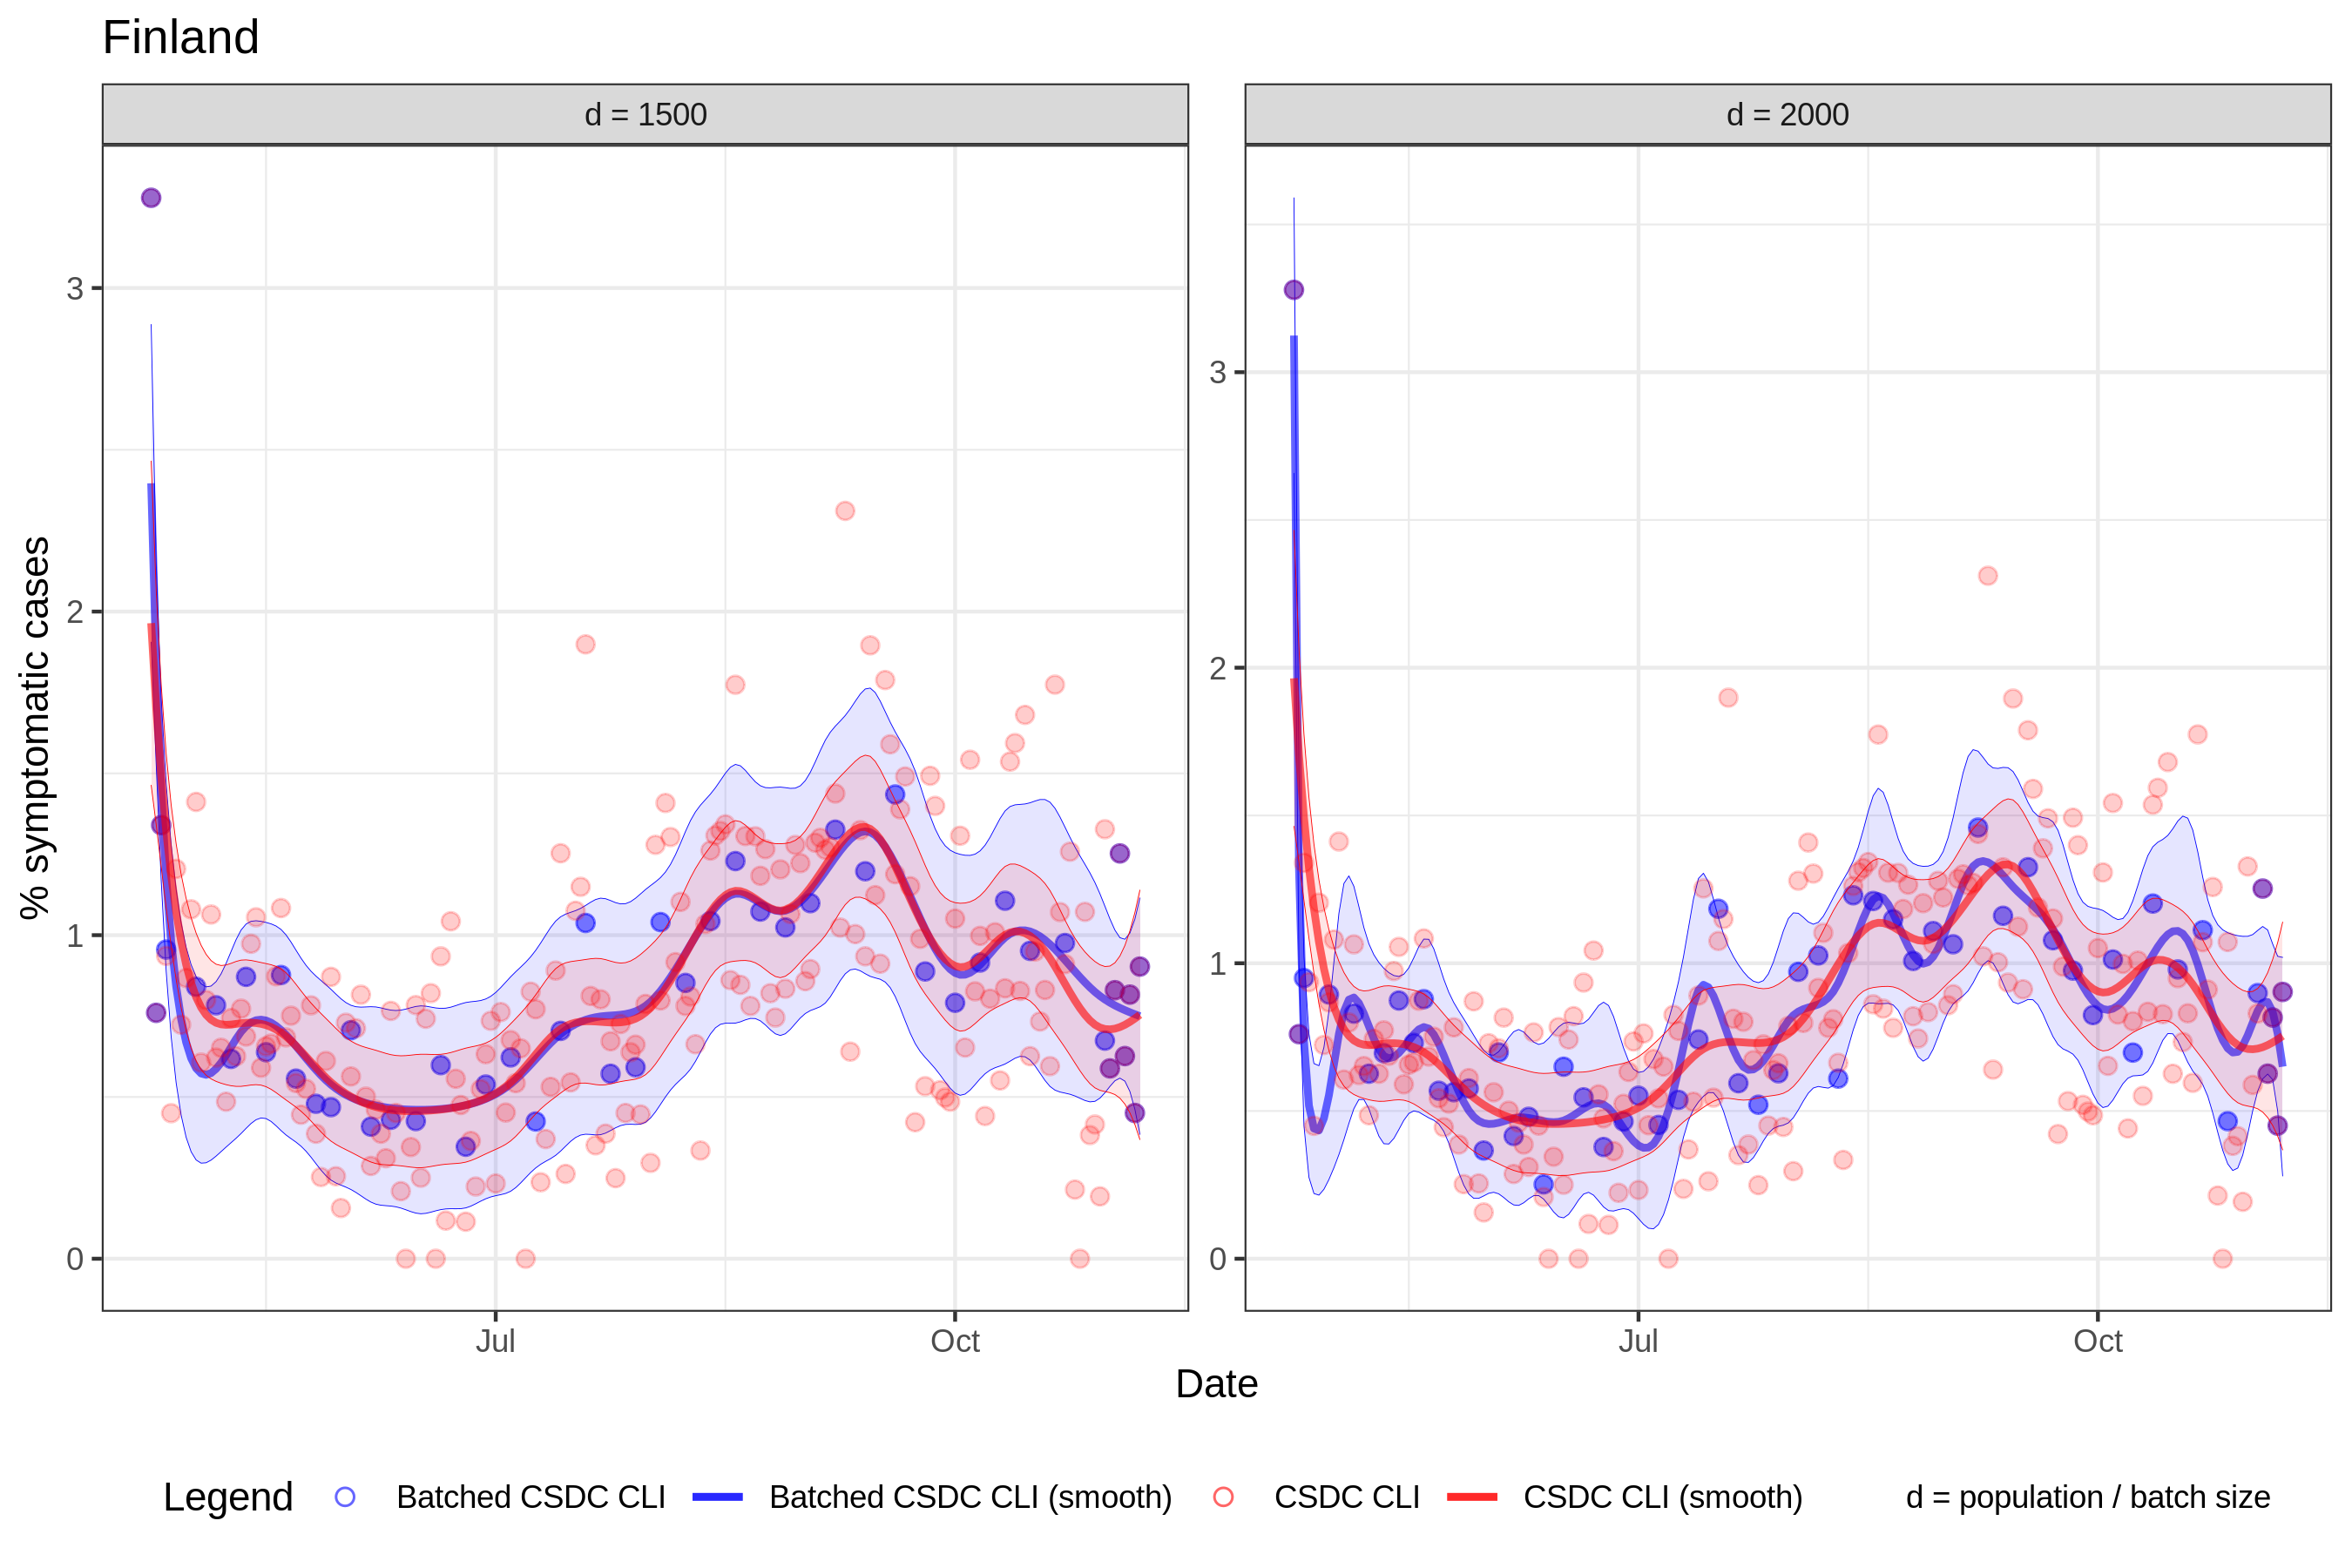 Finland
d = 1500
d = 2000
% symptomatic cases
3
2
1
0
3
2
1
0
Jul
Oct
Jul
Oct
Date
Legend
Batched CSDC CLI
Batched CSDC CLI (smooth)
CSDC CLI
CSDC CLI (smooth)
d = population / batch size